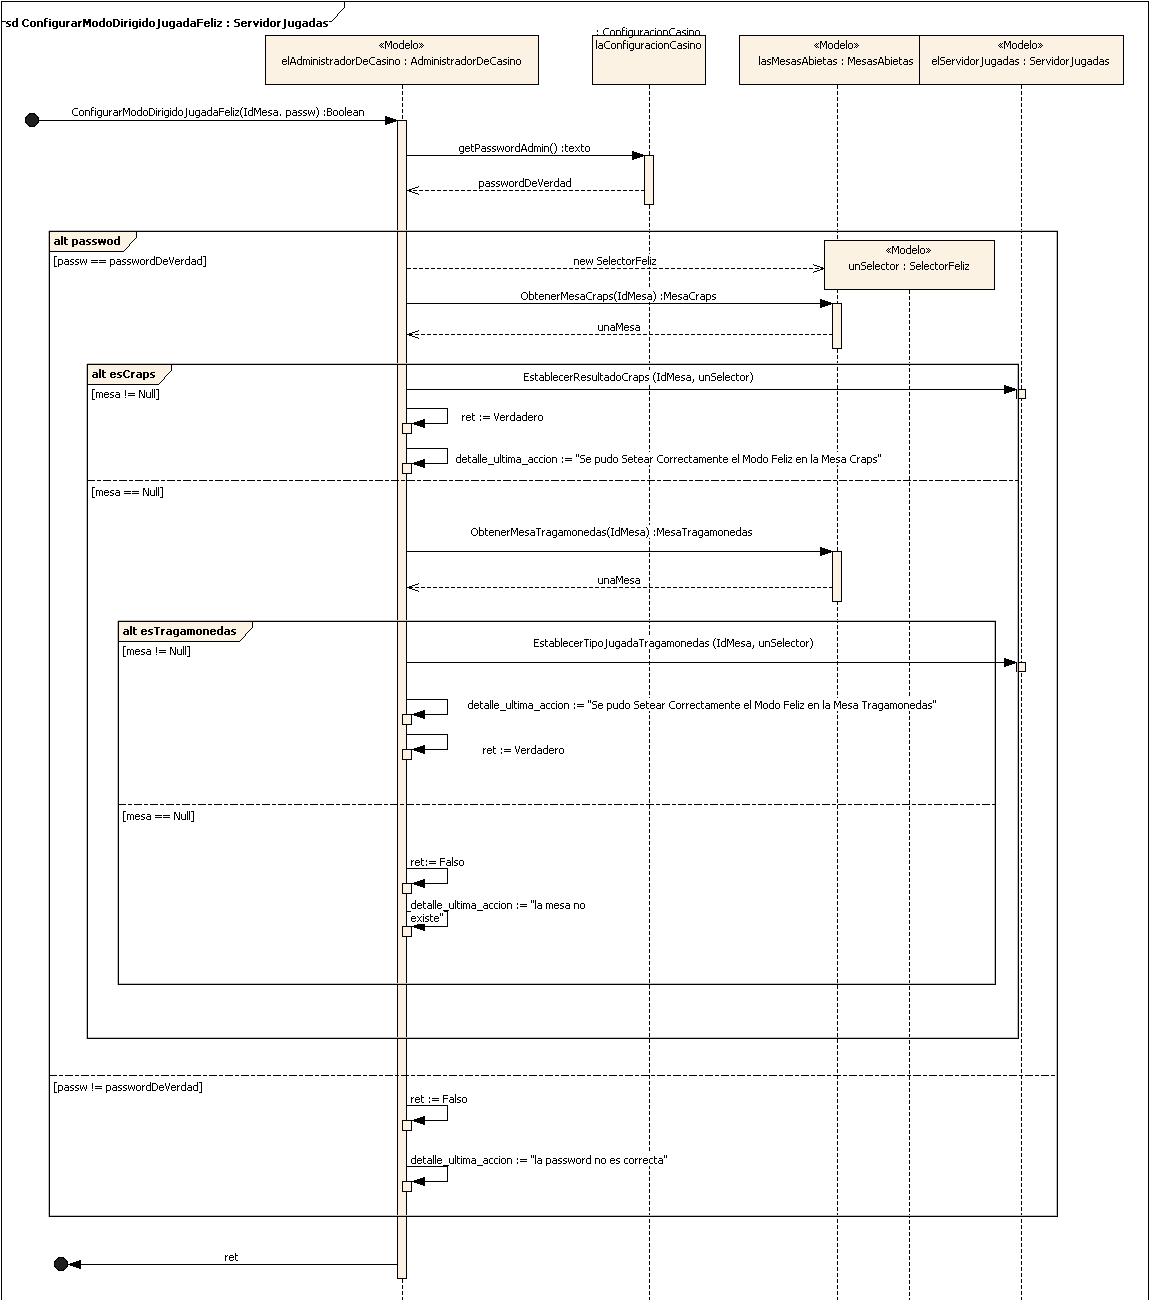 sd ConfigurarModoDirigidoJugadaFeliz : ServidorJugadas
«Modelo»
elAdministradorDeCasino : AdministradorDeCasino
: ConfiguracionCasino
laConfiguracionCasino
«Modelo»
lasMesasAbietas : MesasAbiertas
«Modelo»
elServidorJugadas : ServidorJugadas
ConfigurarModoDirigidoJugadaFeliz(IdMesa. passw) :Boolean
getPasswordAdmin() :texto
passwordDeVerdad
alt passwod
[passw == passwordDeVerdad]
new SelectorFeliz
«Modelo»
unSelector : SelectorFeliz
ObtenerMesaCraps(IdMesa) :MesaCraps
unaMesa
alt esCraps
[mesa != Null]
EstablecerResultadoCraps (IdMesa, unSelector)
ret := Verdadero
detalle_ultima_accion := "Se pudo Setear Correctamente el Modo Feliz en la Mesa Craps"
[mesa == Null]
ObtenerMesaTragamonedas(IdMesa) :MesaTragamonedas
unaMesa
alt esTragamonedas
[mesa != Null]
EstablecerTipoJugadaTragamonedas (IdMesa, unSelector)
detalle_ultima_accion := "Se pudo Setear Correctamente el Modo Feliz en la Mesa Tragamonedas"
ret := Verdadero
[mesa == Null]
ret:= Falso
detalle_ultima_accion := "la mesa no
existe"
[passw != passwordDeVerdad]
ret := Falso
detalle_ultima_accion := "la password no es correcta"
ret